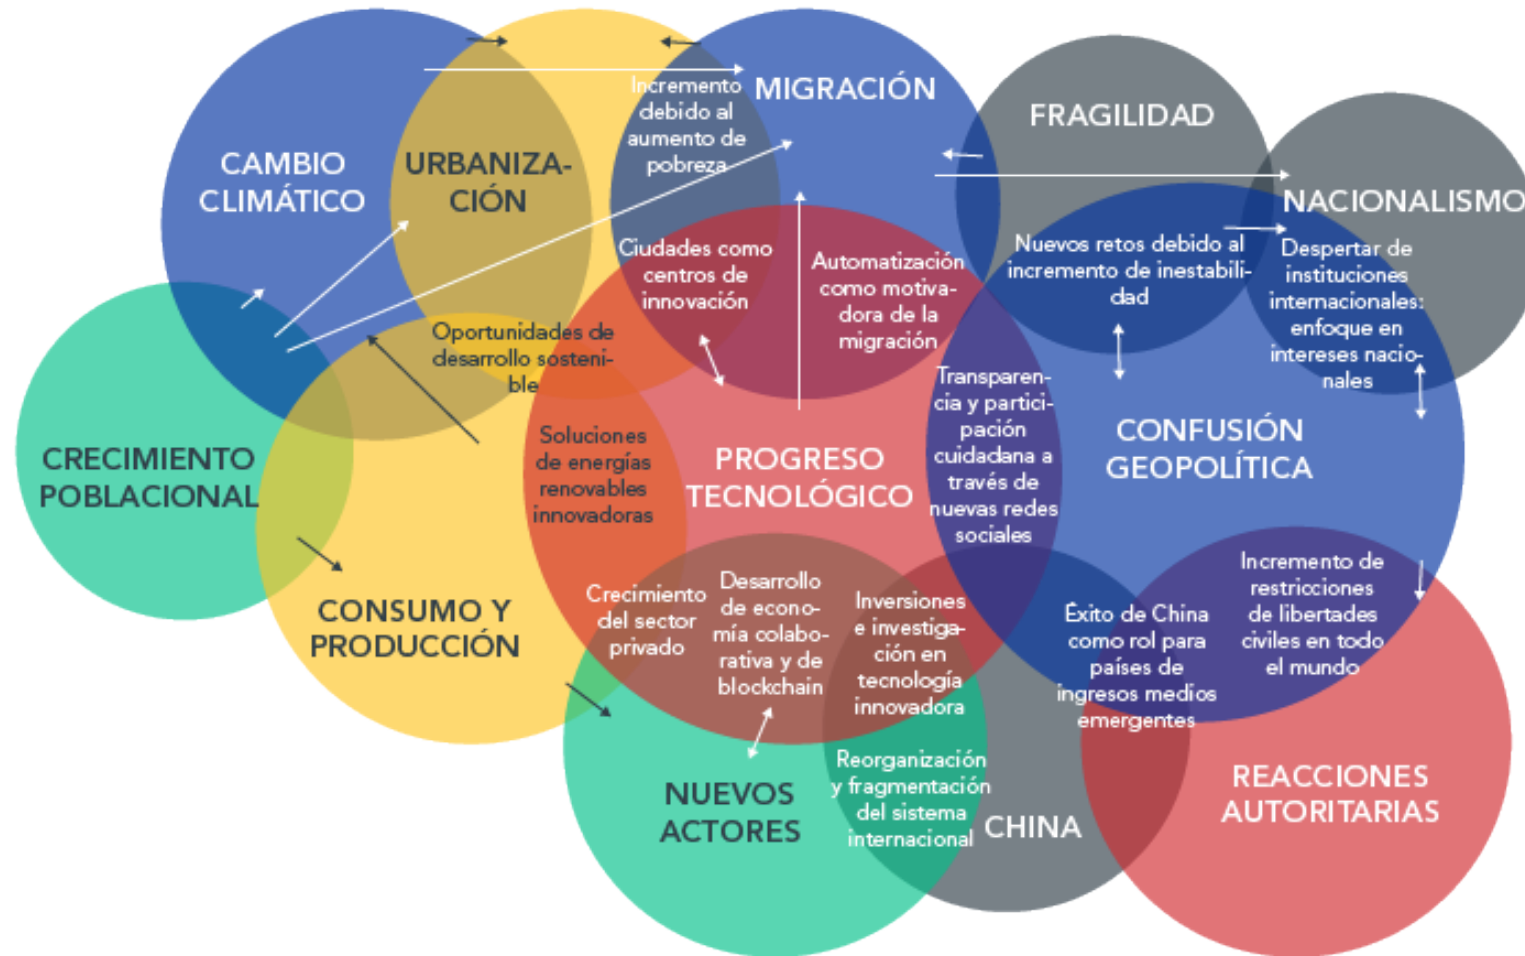 MIGRACIÓN
Incremento
debido al
aumento de
pobreza
FRAGILIDAD
CAMBIO
CLIMÁTICO
URBANIZA-
CIÓN
NACIONALISMO
Ciudades como
centros de
innovación
Automatización
como motiva-
dora de la
migración
Nuevos retos debido al
incremento de inestabili-
dad
Despertar de
instituciones
internacionales:
enfoque en
intereses nacio-
nales
Oportunidades de
desarrollo sosteni-
ble
Transparen-
cia y partici-
pación
cuidadana a
través de
nuevas redes
sociales
CRECIMIENTO
POBLACIONAL
Soluciones
de energías
renovables
innovadoras
PROGRESO
TECNOLÓGICO
CONFUSIÓN
GEOPOLÍTICA
CONSUMO Y
PRODUCCIÓN
Crecimiento
del sector
privado
Desarrollo
de econo-
mía colabo-
rativa y de
blockchain
Inversiones
e investiga-
ción en
tecnología
innovadora
Éxito de China
como rol para
países de
ingresos medios
emergentes
Incremento de
restricciones
de libertades
civiles en todo
el mundo
NUEVOS
ACTORES
Reorganización
y fragmentación
del sistema
internacional
CHINA
REACCIONES
AUTORITARIAS